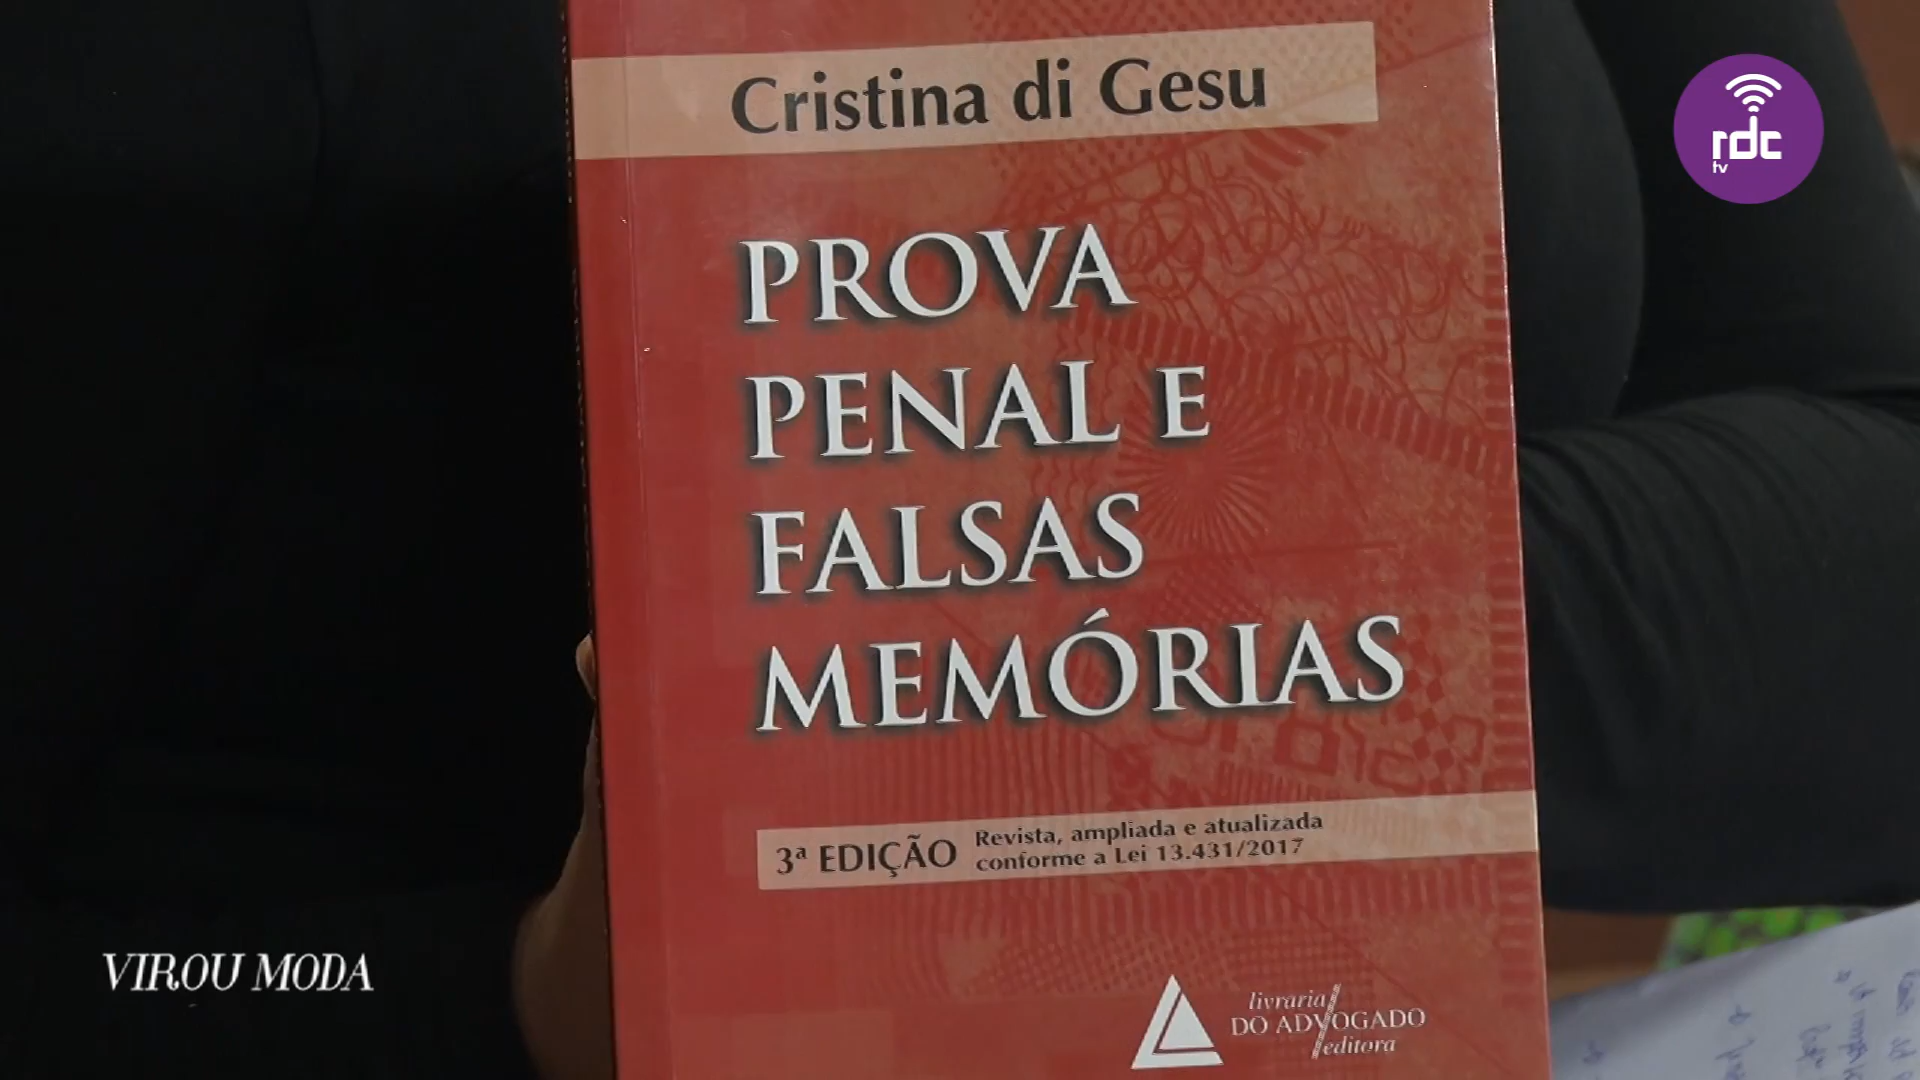 Cristina di Gesu
rdc
tv
PROVA
PENAL E
FALSAS
MEMÓRIAS
3ª EDIÇÃO
Revista, ampliada e atualizada
conforme a Lei 13.431/2017
VIROU MODA
livraria
DO ADVOGADO
editora